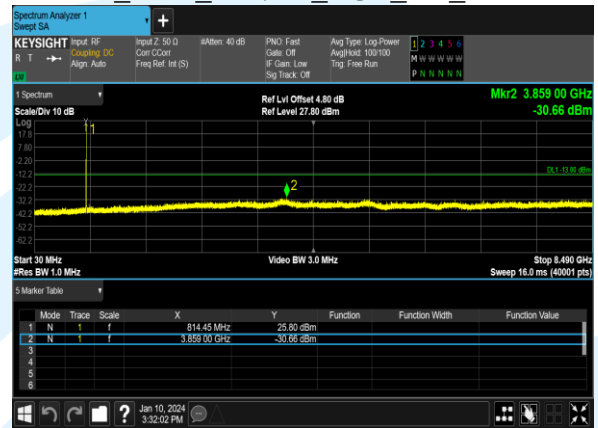 Spectrum Analyzer 1
Swept SA
+
KEYSIGHT
R T
LV
Input: RF
Coupling: DC
Align: Auto
Input Z: 50 Ω
Corr CCorr
Freq Ref: Int (S)
#Atten: 40 dB
PNO: Fast
Gate: Off
IF Gain: Low
Sig Track: Off
Avg Type: Log-Power
Avg|Hold: 100/100
Trig: Free Run
1 2 3 4 5 6
M W W W W W
P N N N N N
1 Spectrum
Scale/Div 10 dB
Ref Lvl Offset 4.80 dB
Ref Level 27.80 dBm
Mkr2 3.859 00 GHz
-30.66 dBm
Log
1
17.8
7.80
-2.20
DL1 -13.00 dBm
-12.2
2
-22.2
-32.2
-42.2
-52.2
-62.2
Start 30 MHz
#Res BW 1.0 MHz
Video BW 3.0 MHz
Stop 8.490 GHz
Sweep 16.0 ms (40001 pts)
5 Marker Table
Mode Trace Scale X Y Function Function Width Function Value
1 N 1 f 814.45 MHz 25.80 dBm
2 N 1 f 3.859 00 GHz -30.66 dBm
3
4
5
6
?
Jan 10, 2024
3:32:02 PM